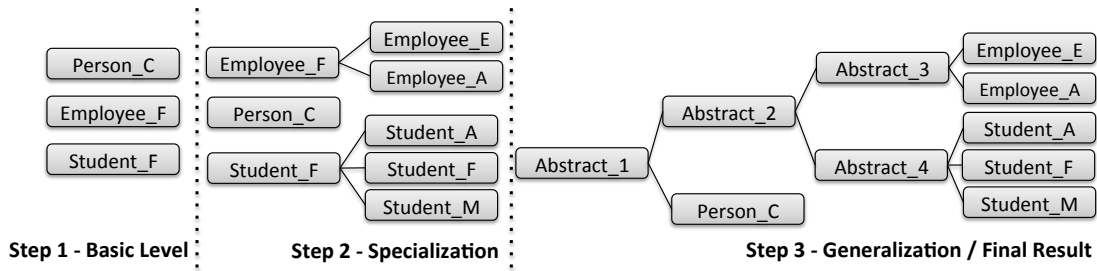 Person_C
Employee_F
Student_F
Step 1 - Basic Level
Employee_F
Employee_E
Employee_A
Person_C
Student_F
Student_A
Student_F
Student_M
Step 2 - Specialization
Abstract_1
Abstract_2
Person_C
Abstract_3
Abstract_4
Employee_E
Employee_A
Student_A
Student_F
Student_M
Step 3 - Generalization / Final Result